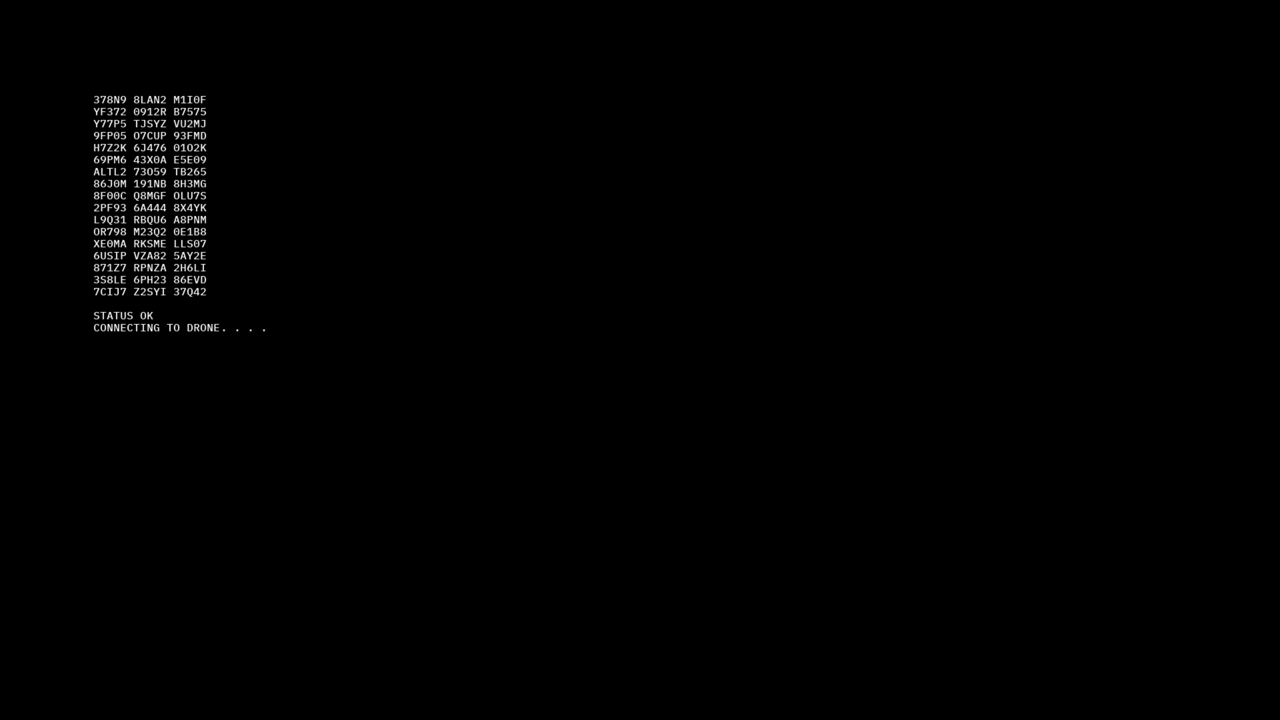 378N9 8LAN2 M1I0F
YF372 0912R B7575
Y77P5 TJSYZ VU2MJ
9FP05 O7CUP 93FMD
H7Z2K 6J476 01O2K
69PM6 43X0A E5E09
ALTL2 73O59 TB265
86J0M 191NB 8H3MG
8F00C Q8MGF OLU7S
2PF93 6A444 8X4YK
L9Q31 RBQU6 A8PNM
OR798 M23Q2 0E1B8
XE0MA RKSME LLS07
6USIP VZA82 5AY2E
871Z7 RPNZA 2H6LI
3S8LE 6PH23 86EVD
7CIJ7 Z2SYI 37Q42
STATUS OK
CONNECTING TO DRONE. . . .